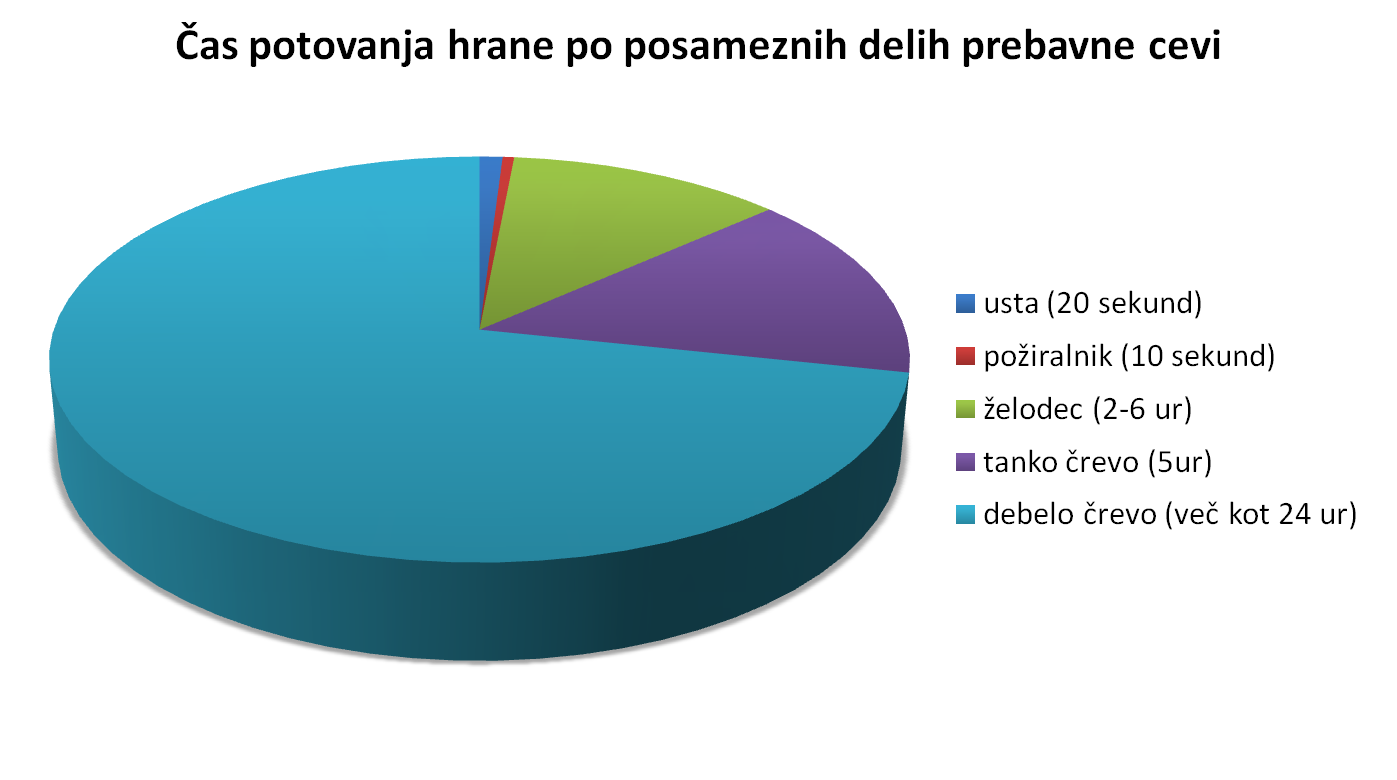 Čas potovanja hrane po posameznih delih prebavne cevi
usta (20 sekund)
požiralnik (10 sekund)
želodec (2-6 ur)
tanko črevo (5ur)
debelo črevo (več kot 24 ur)